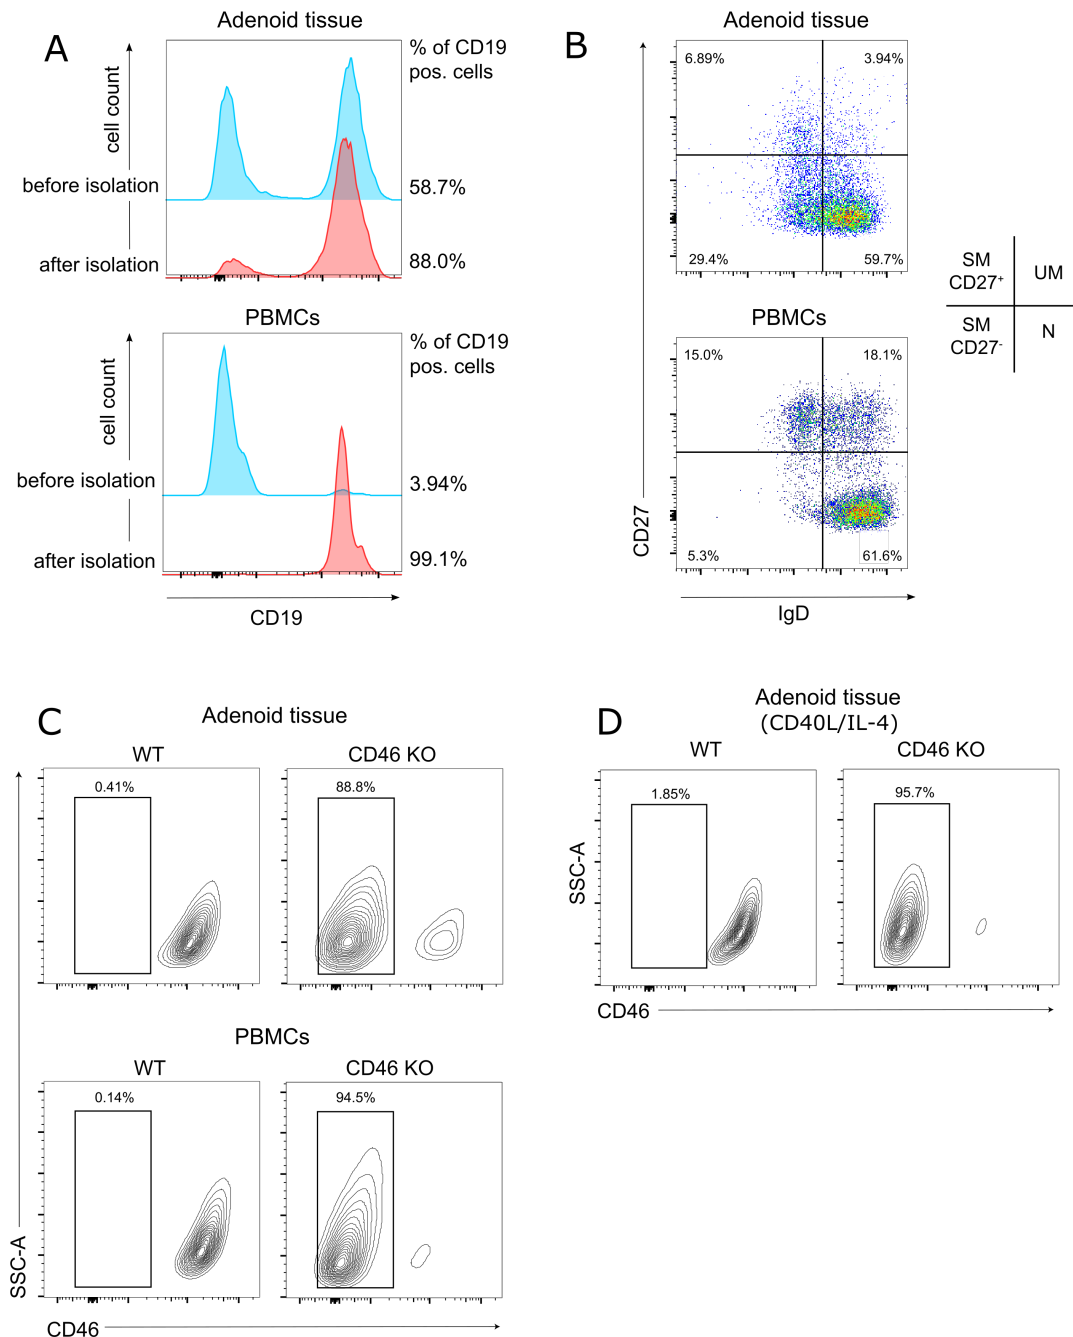 A
Adenoid tissue
% of CD19
pos. cells
cell count
before isolation
58.7%
after isolation
88.0%
PBMCs
% of CD19
pos. cells
cell count
before isolation
3.94%
after isolation
99.1%
CD19
B
Adenoid tissue
6.89%
3.94%
29.4%
59.7%
SM
CD27+
UM
SM
CD27-
N
PBMCs
15.0%
18.1%
5.3%
61.6%
CD27
IgD
C
Adenoid tissue
WT
CD46 KO
0.41%
88.8%
PBMCs
WT
CD46 KO
0.14%
94.5%
SSC-A
CD46
D
Adenoid tissue
(CD40L/IL-4)
WT
CD46 KO
1.85%
95.7%
SSC-A
CD46